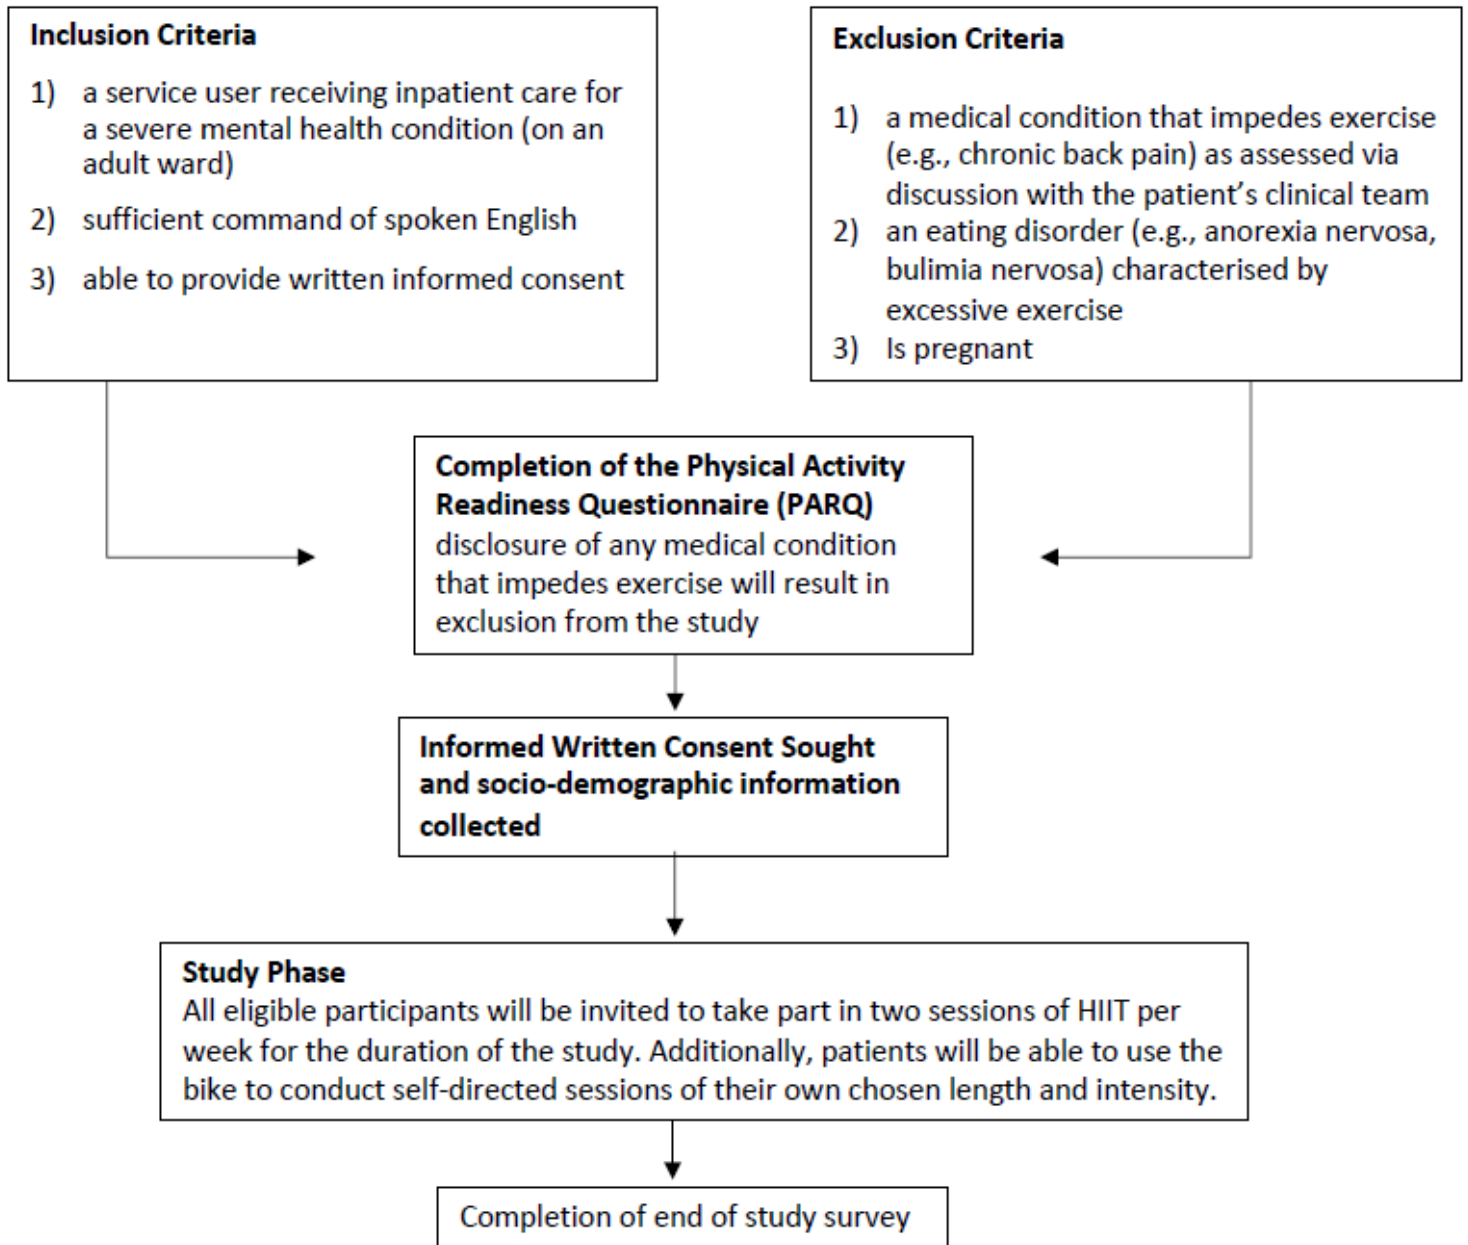 Inclusion Criteria
1) a service user receiving inpatient care for
a severe mental health condition (on an
adult ward)
2) sufficient command of spoken English
3) able to provide written informed consent
Exclusion Criteria
1) a medical condition that impedes exercise
(e.g., chronic back pain) as assessed via
discussion with the patient’s clinical team
2) an eating disorder (e.g., anorexia nervosa,
bulimia nervosa) characterised by
excessive exercise
3) Is pregnant
Completion of the Physical Activity
Readiness Questionnaire (PARQ)
disclosure of any medical condition
that impedes exercise will result in
exclusion from the study
Informed Written Consent Sought
and socio-demographic information
collected
Study Phase
All eligible participants will be invited to take part in two sessions of HIIT per
week for the duration of the study. Additionally, patients will be able to use the
bike to conduct self-directed sessions of their own chosen length and intensity.
Completion of end of study survey